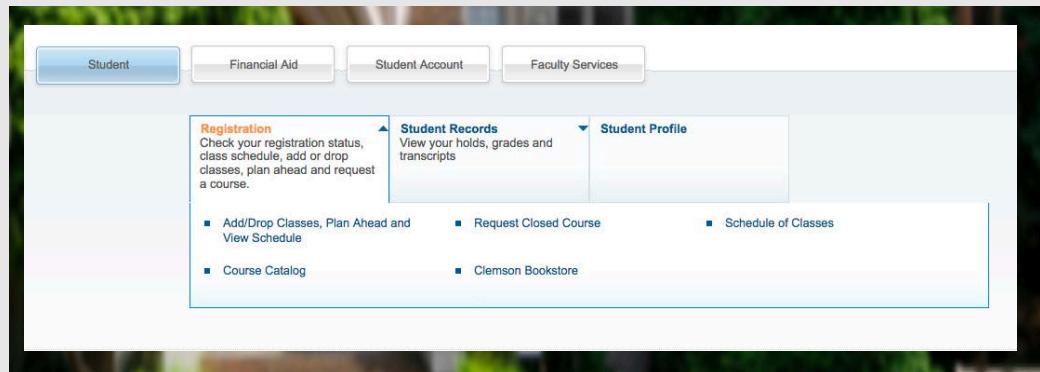 Student
Financial Aid
Student Account
Faculty Services
Registration
Check your registration status,
class schedule, add or drop
classes, plan ahead and request
a course.
Student Records
View your holds, grades and
transcripts
Student Profile
Add/Drop Classes, Plan Ahead and
View Schedule
Request Closed Course
Schedule of Classes
Course Catalog
Clemson Bookstore